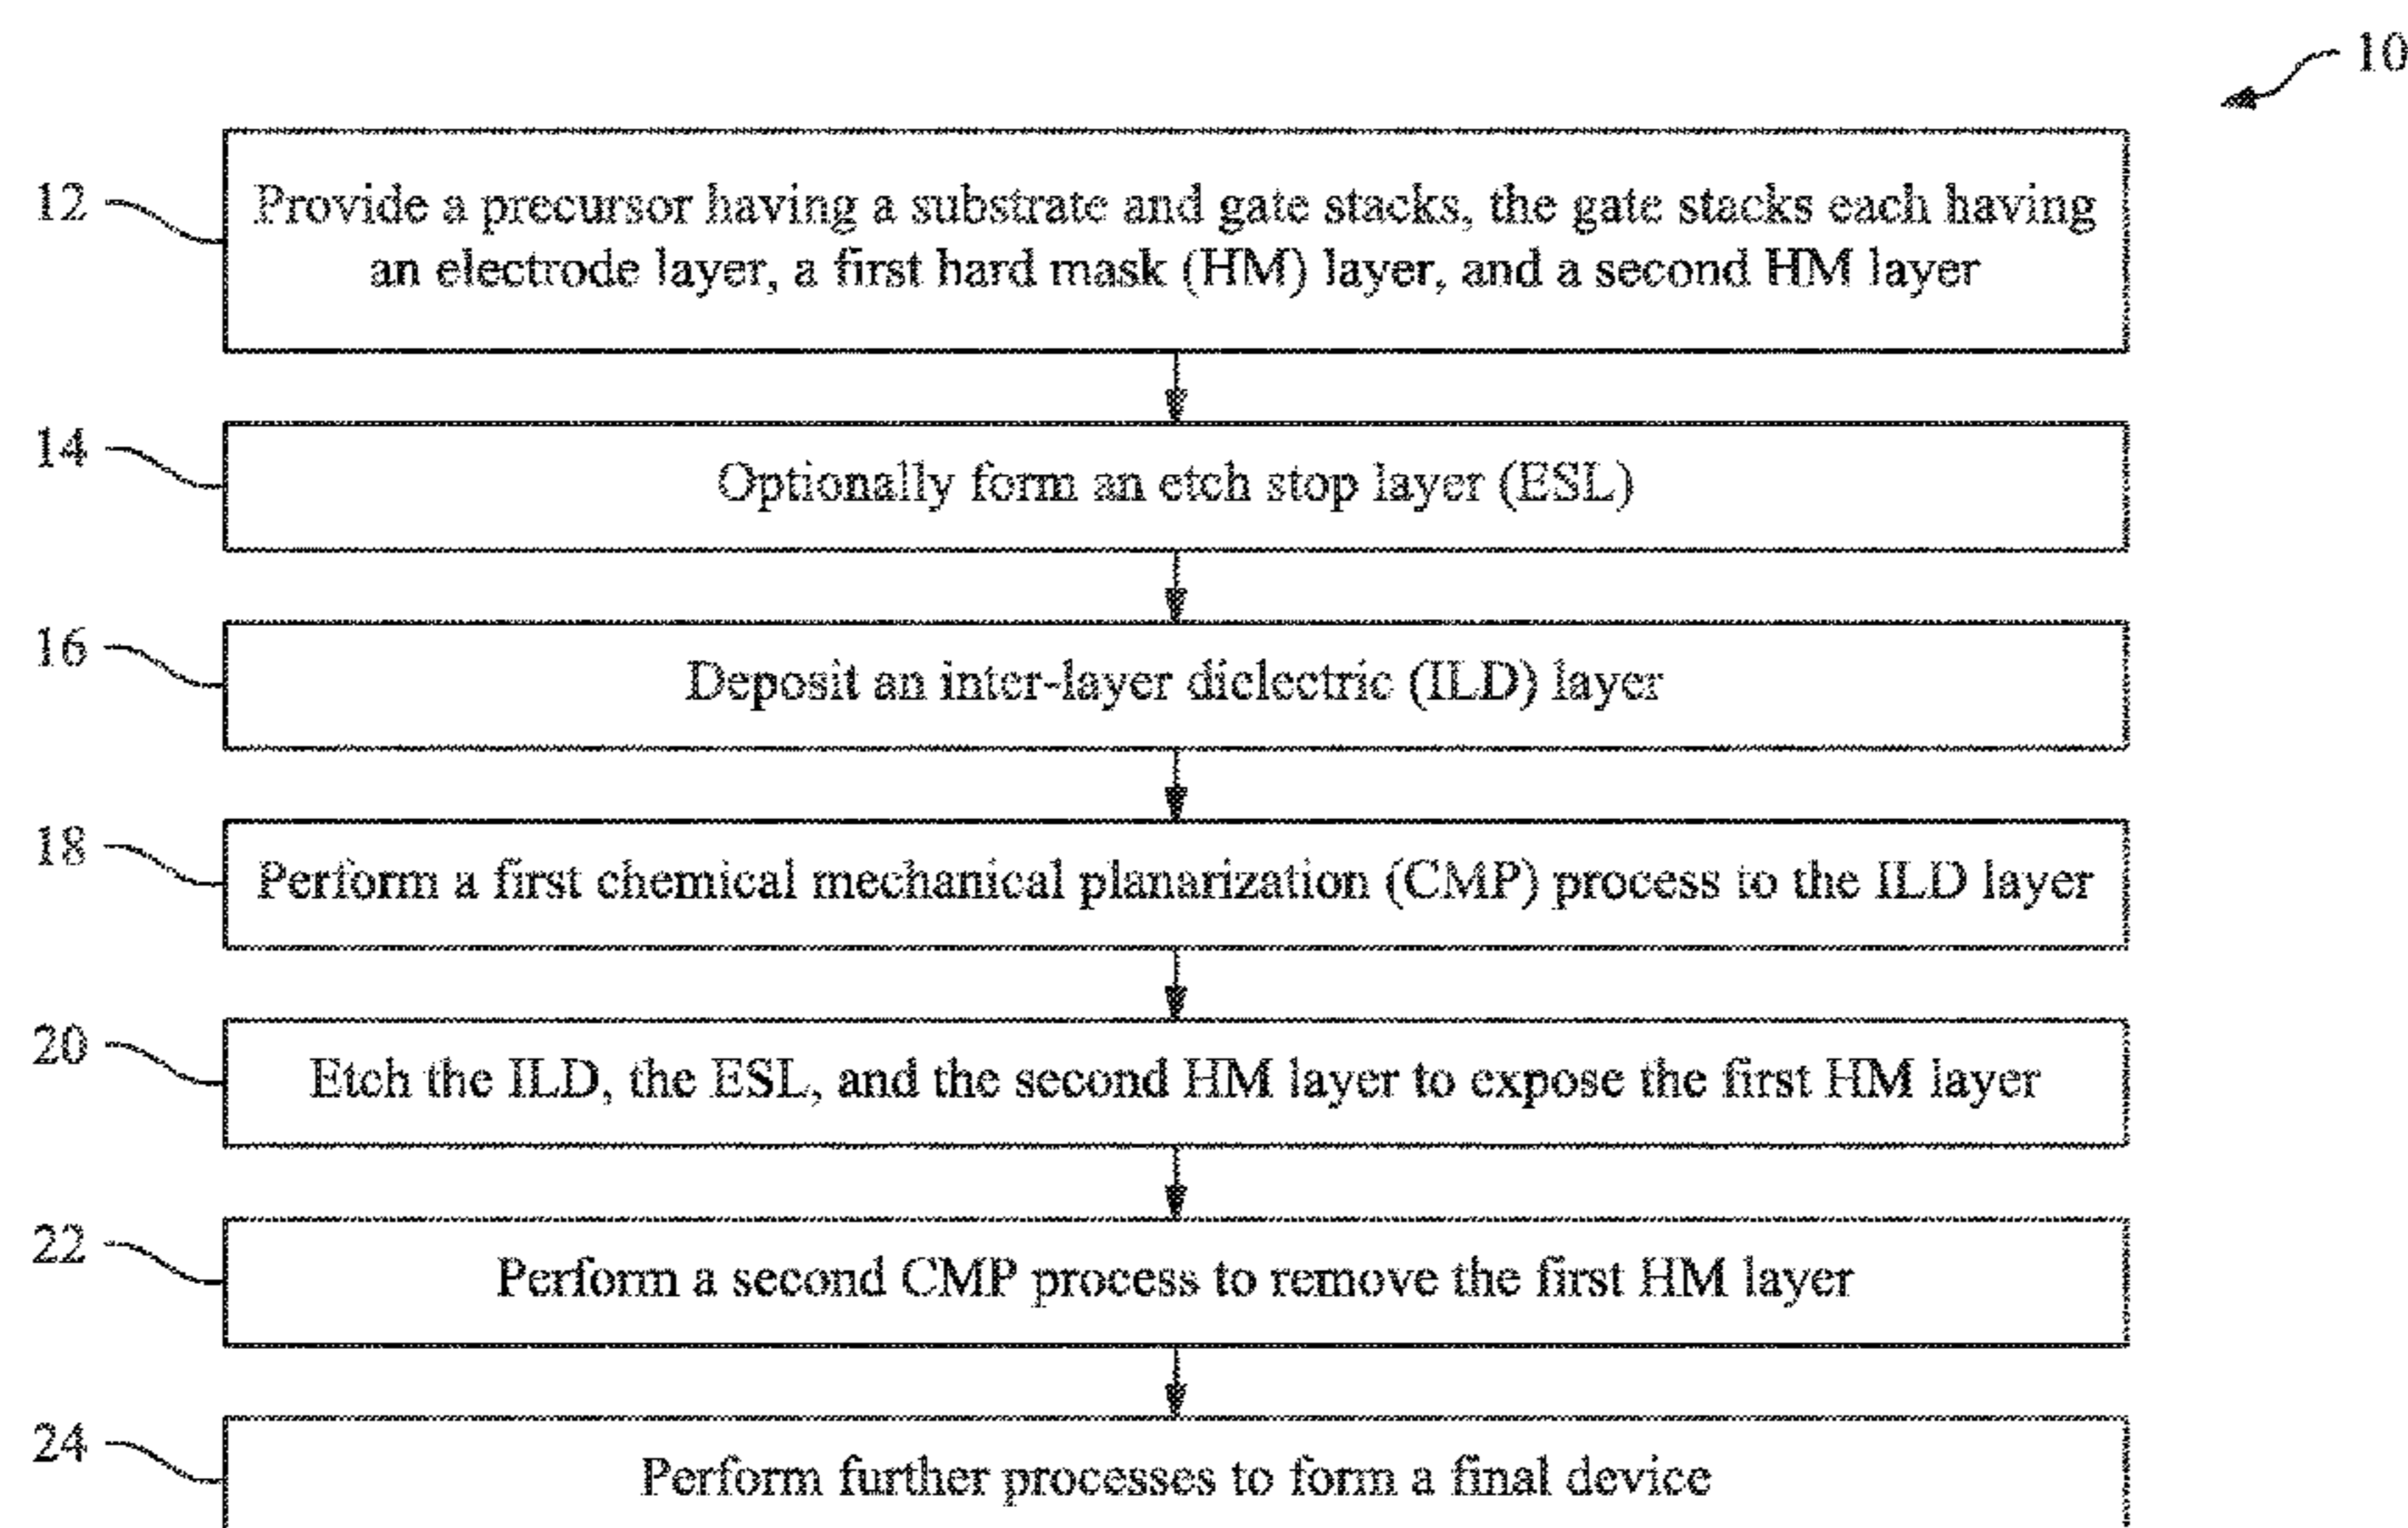 10
12
Provide a precursor having a substrate and gate stacks, the gate stacks each having
an electrode layer, a first hard mask (HM) layer, and a second HM layer
14
Optionally form an etch stop layer (ESL)
16
Deposit an inter-layer dielectric (ILD) layer
18
Perform a first chemical mechanical planarization (CMP) process to the ILD layer
20
Etch the ILD, the ESL, and the second HM layer to expose the first HM layer
22
Perform a second CMP process to remove the first HM layer
24
Perform further processes to form a final device